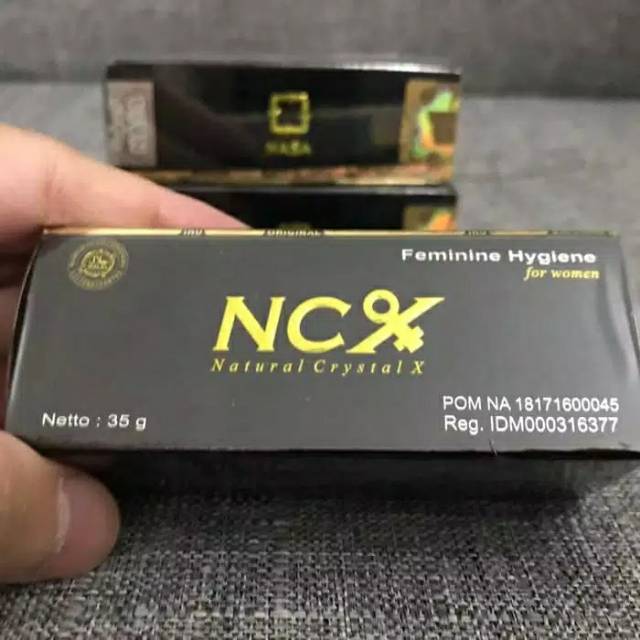 NASA
Feminine Hygiene
for women
NCX
Natural Crystal X
Netto : 35 g
POM NA 18171600045
Reg. IDM000316377